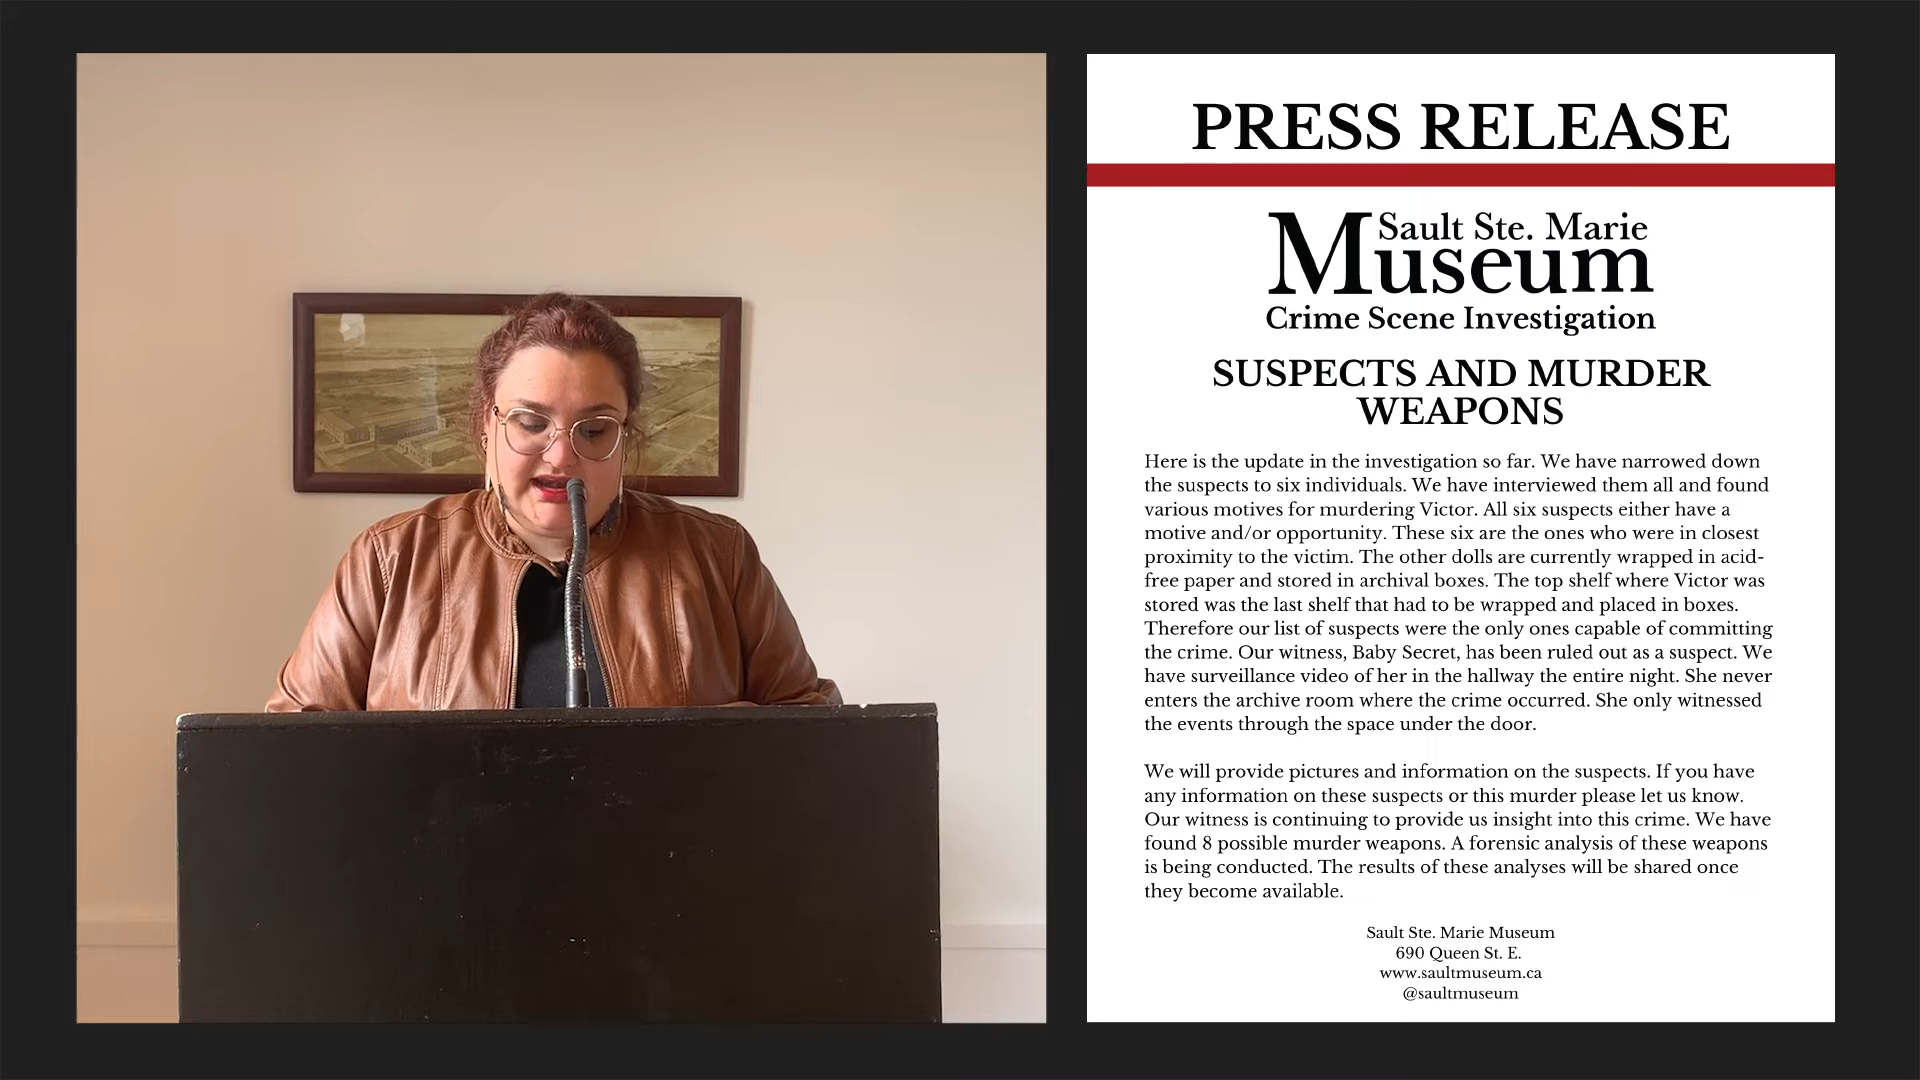 PRESS RELEASE
Sault Ste. Marie
Museum
Crime Scene Investigation
SUSPECTS AND MURDER
WEAPONS
Here is the update in the investigation so far. We have narrowed down
the suspects to six individuals. We have interviewed them all and found
various motives for murdering Victor. All six suspects either have a
motive and/or opportunity. These six are the ones who were in closest
proximity to the victim. The other dolls are currently wrapped in acid-
free paper and stored in archival boxes. The top shelf where Victor was
stored was the last shelf that had to be wrapped and placed in boxes.
Therefore our list of suspects were the only ones capable of committing
the crime. Our witness, Baby Secret, has been ruled out as a suspect. We
have surveillance video of her in the hallway the entire night. She never
enters the archive room where the crime occurred. She only witnessed
the events through the space under the door.
We will provide pictures and information on the suspects. If you have
any information on these suspects or this murder please let us know.
Our witness is continuing to provide us insight into this crime. We have
found 8 possible murder weapons. A forensic analysis of these weapons
is being conducted. The results of these analyses will be shared once
they become available.
Sault Ste. Marie Museum
690 Queen St. E.
www.saultmuseum.ca
@saultmuseum